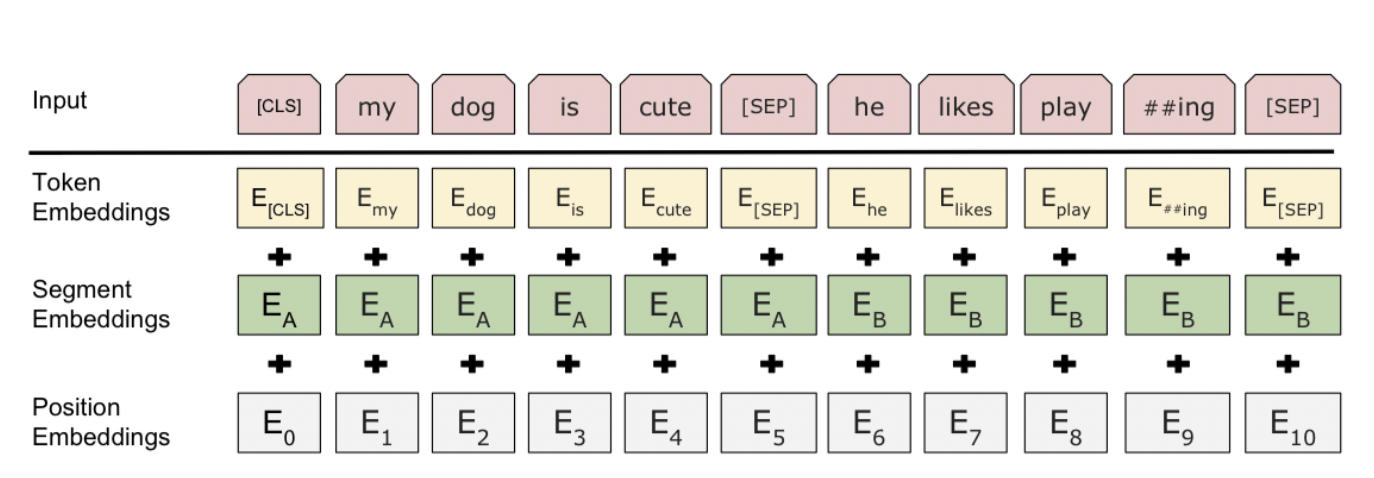 Input [CLS] my dog is cute [SEP] he likes play ##ing [SEP]
Token
Embeddings E[CLS] Emy Edog Eis Ecute E[SEP] Ehe Elikes Eplay E##ing E[SEP]
+ + + + + + + + + + +
Segment
Embeddings EA EA EA EA EA EA EB EB EB EB EB
+ + + + + + + + + + +
Position
Embeddings E0 E1 E2 E3 E4 E5 E6 E7 E8 E9 E10